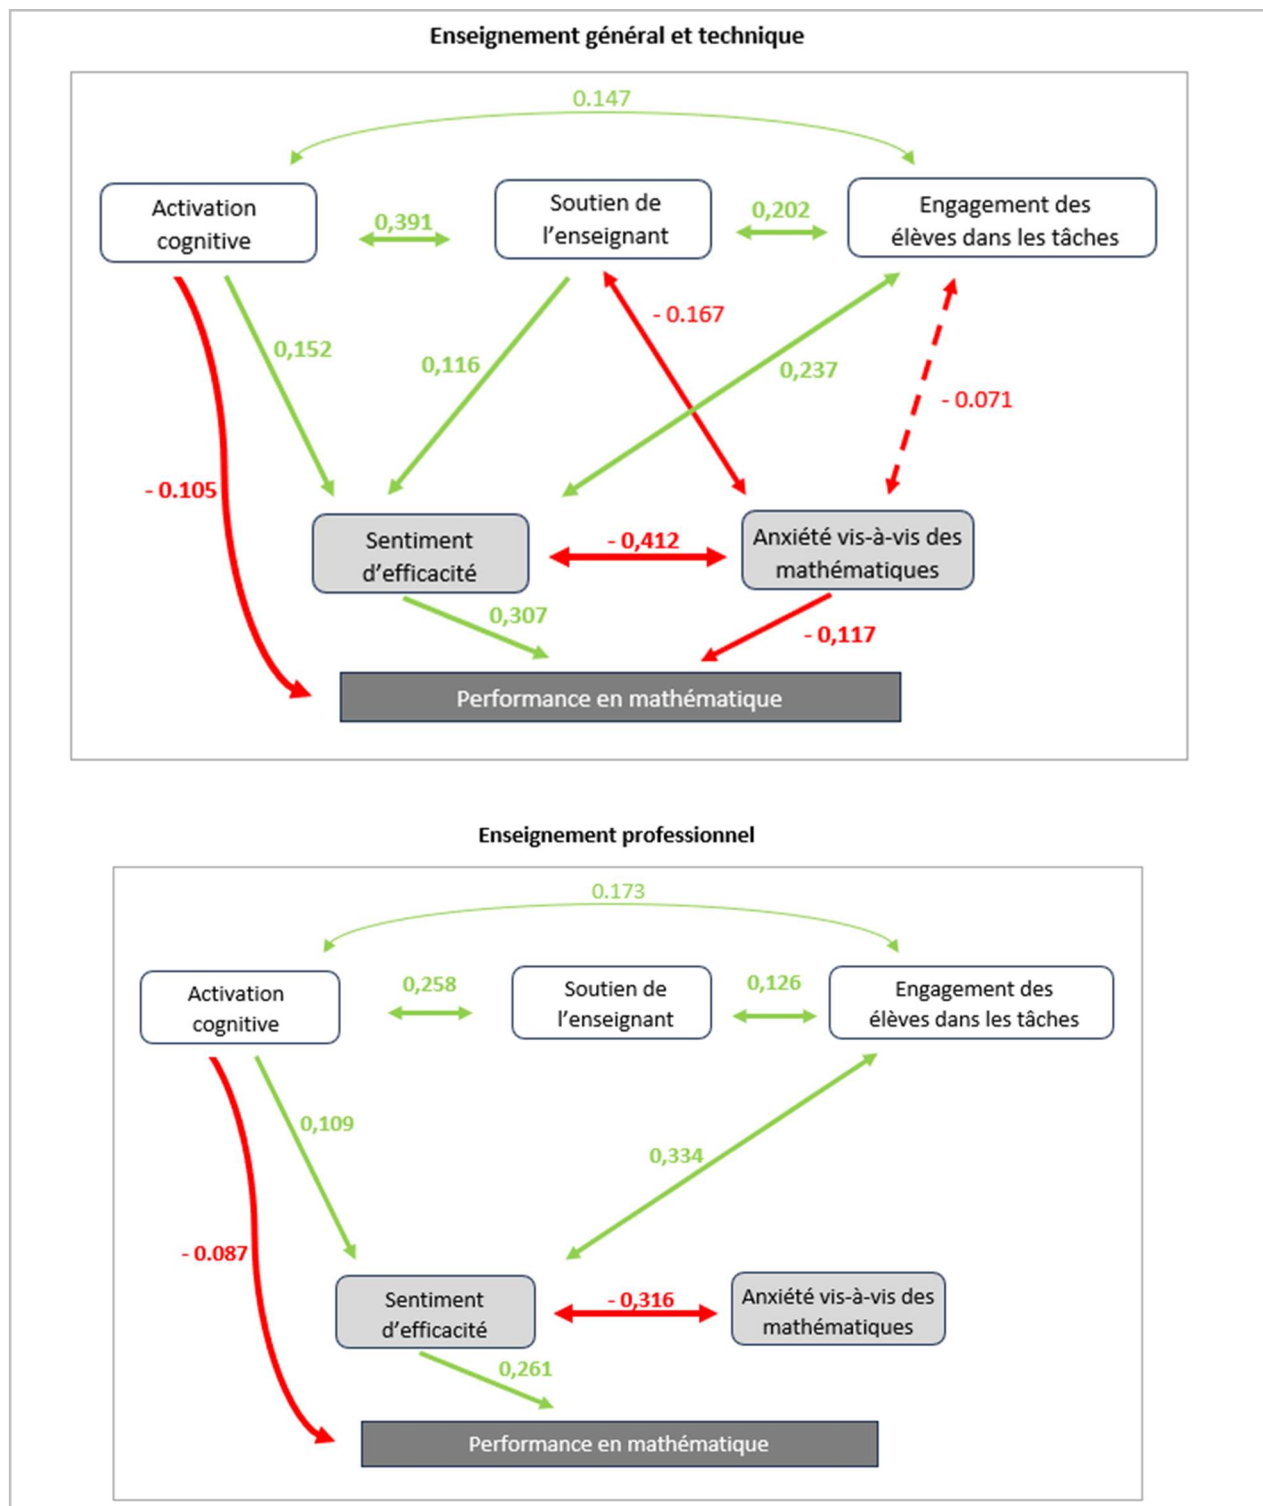 Enseignement général et technique
0.147
Activation
cognitive
0,391
Soutien de
l’enseignant
0,202
Engagement des
élèves dans les tâches
0,152
0,116
- 0.167
0,237
- 0.071
- 0.105
Sentiment
d’efficacité
- 0,412
Anxiété vis-à-vis des
mathématiques
0,307
- 0,117
Performance en mathématique
Enseignement professionnel
0.173
Activation
cognitive
0,258
Soutien de
l’enseignant
0,126
Engagement des
élèves dans les tâches
0,109
0,334
- 0.087
Sentiment
d’efficacité
- 0,316
Anxiété vis-à-vis des
mathématiques
0,261
Performance en mathématique